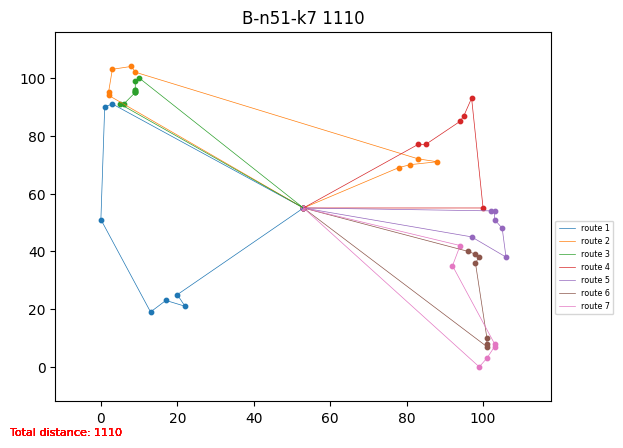 B-n51-k7 1110
100
80
60
40
20
0
0 20 40 60 80 100
route 1
route 2
route 3
route 4
route 5
route 6
route 7
Total distance: 1110